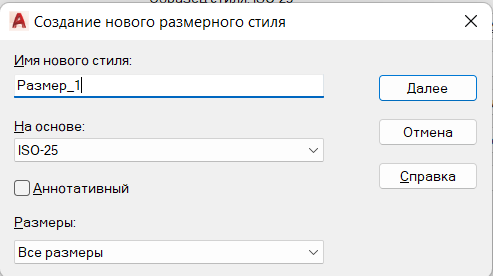 Создание нового размерного стиля
Имя нового стиля:
Размер_1
Далее
На основе:
Отмена
ISO-25
Справка
Аннотативный
Размеры:
Все размеры